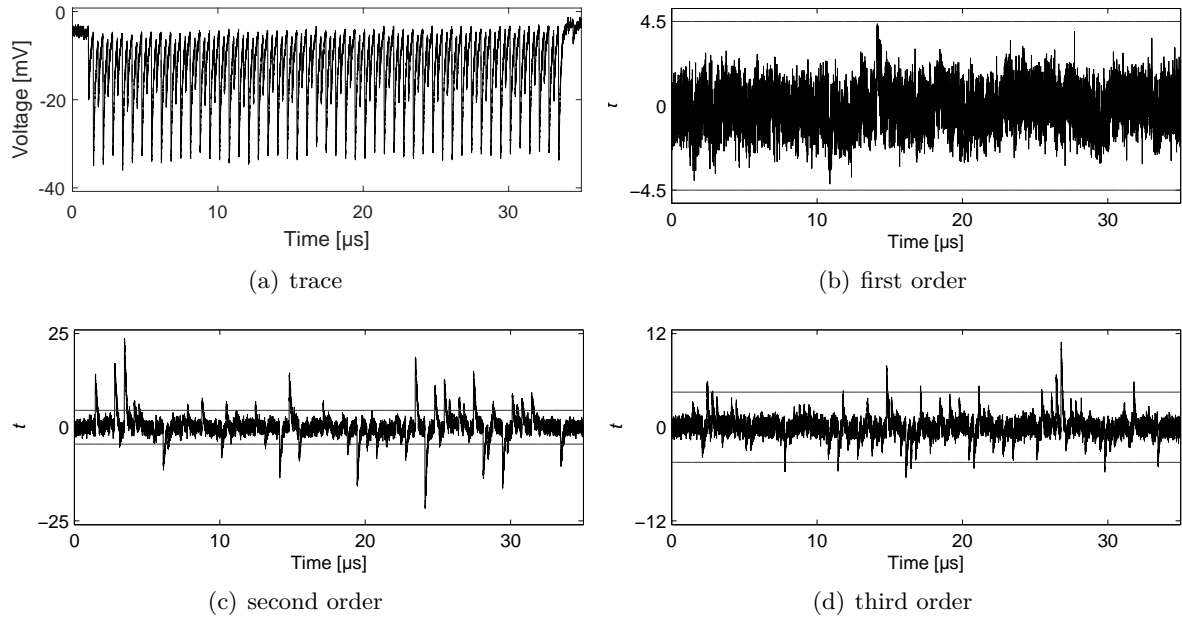 0
-20
-40
Voltage [mV]
0 10 20 30
Time [µs]
(a) trace
4.5
0
−4.5
t
0 10 20 30
Time [µs]
(b) first order
25
0
−25
t
0 10 20 30
Time [µs]
(c) second order
12
0
−12
t
0 10 20 30
Time [µs]
(d) third order